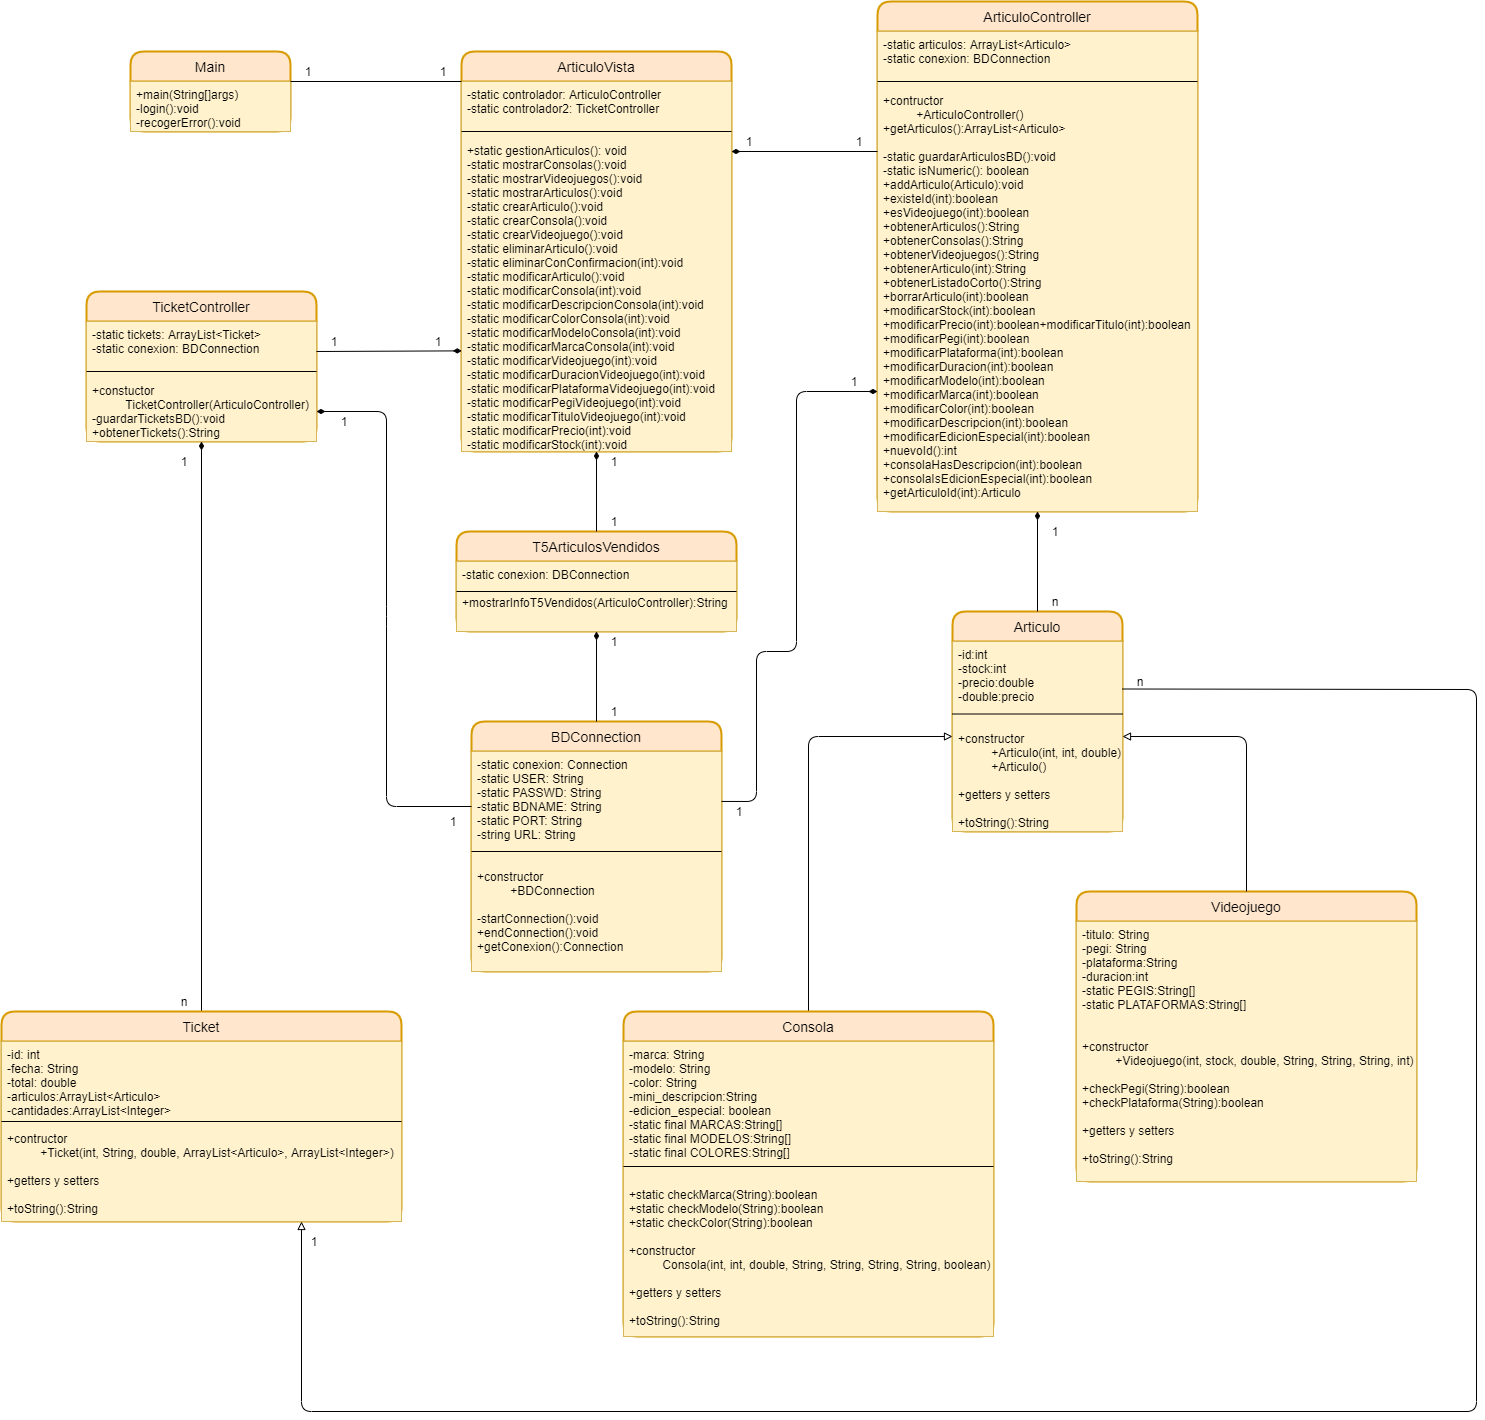 Main
+main(String[]args)
-login():void
-recogerError():void
1
1
ArticuloVista
-static controlador: ArticuloController
-static controlador2: TicketController
+static gestionArticulos(): void
-static mostrarConsolas():void
-static mostrarVideojuegos():void
-static mostrarArticulos():void
-static crearArticulo():void
-static crearConsola():void
-static crearVideojuego():void
-static eliminarArticulo():void
-static eliminarConConfirmacion(int):void
-static modificarArticulo():void
-static modificarConsola(int):void
-static modificarDescripcionConsola(int):void
-static modificarColorConsola(int):void
-static modificarModeloConsola(int):void
-static modificarMarcaConsola(int):void
-static modificarVideojuego(int):void
-static modificarDuracionVideojuego(int):void
-static modificarPlataformaVideojuego(int):void
-static modificarPegiVideojuego(int):void
-static modificarTituloVideojuego(int):void
-static modificarPrecio(int):void
-static modificarStock(int):void
1
1
ArticuloController
-static articulos: ArrayList<Articulo>
-static conexion: BDConnection
+contructor
+ArticuloController()
+getArticulos():ArrayList<Articulo>
-static guardarArticulosBD():void
-static isNumeric(): boolean
+addArticulo(Articulo):void
+existeId(int):boolean
+esVideojuego(int):boolean
+obtenerArticulos():String
+obtenerConsolas():String
+obtenerVideojuegos():String
+obtenerArticulo(int):String
+obtenerListadoCorto():String
+borrarArticulo(int):boolean
+modificarStock(int):boolean
+modificarPrecio(int):boolean+modificarTitulo(int):boolean
+modificarPegi(int):boolean
+modificarPlataforma(int):boolean
+modificarDuracion(int):boolean
+modificarModelo(int):boolean
+modificarMarca(int):boolean
+modificarColor(int):boolean
+modificarDescripcion(int):boolean
+modificarEdicionEspecial(int):boolean
+nuevoId():int
+consolaHasDescripcion(int):boolean
+consolaIsEdicionEspecial(int):boolean
+getArticuloId(int):Articulo
TicketController
-static tickets: ArrayList<Ticket>
-static conexion: BDConnection
+constuctor
TicketController(ArticuloController)
-guardarTicketsBD():void
+obtenerTickets():String
1
1
1
1
1
1
1
T5ArticulosVendidos
-static conexion: DBConnection
+mostrarInfoT5Vendidos(ArticuloController):String
1
1
1
n
Articulo
-id:int
-stock:int
-precio:double
-double:precio
+constructor
+Articulo(int, int, double)
+Articulo()
+getters y setters
+toString():String
n
BDConnection
-static conexion: Connection
-static USER: String
-static PASSWD: String
-static BDNAME: String
-static PORT: String
-string URL: String
+constructor
+BDConnection
-startConnection():void
+endConnection():void
+getConexion():Connection
1
1
Videojuego
-titulo: String
-pegi: String
-plataforma:String
-duracion:int
-static PEGIS:String[]
-static PLATAFORMAS:String[]
+constructor
+Videojuego(int, stock, double, String, String, String, int)
+checkPegi(String):boolean
+checkPlataforma(String):boolean
+getters y setters
+toString():String
n
Ticket
-id: int
-fecha: String
-total: double
-articulos:ArrayList<Articulo>
-cantidades:ArrayList<Integer>
+contructor
+Ticket(int, String, double, ArrayList<Articulo>, ArrayList<Integer>)
+getters y setters
+toString():String
1
Consola
-marca: String
-modelo: String
-color: String
-mini_descripcion:String
-edicion_especial: boolean
-static final MARCAS:String[]
-static final MODELOS:String[]
-static final COLORES:String[]
+static checkMarca(String):boolean
+static checkModelo(String):boolean
+static checkColor(String):boolean
+constructor
Consola(int, int, double, String, String, String, String, boolean)
+getters y setters
+toString():String